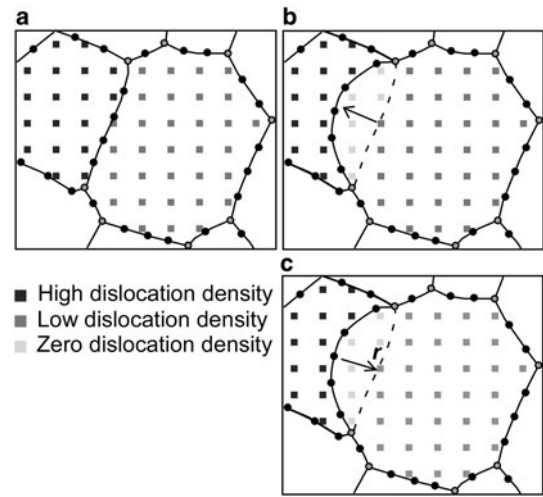 a
b
High dislocation density
Low dislocation density
Zero dislocation density
c
r